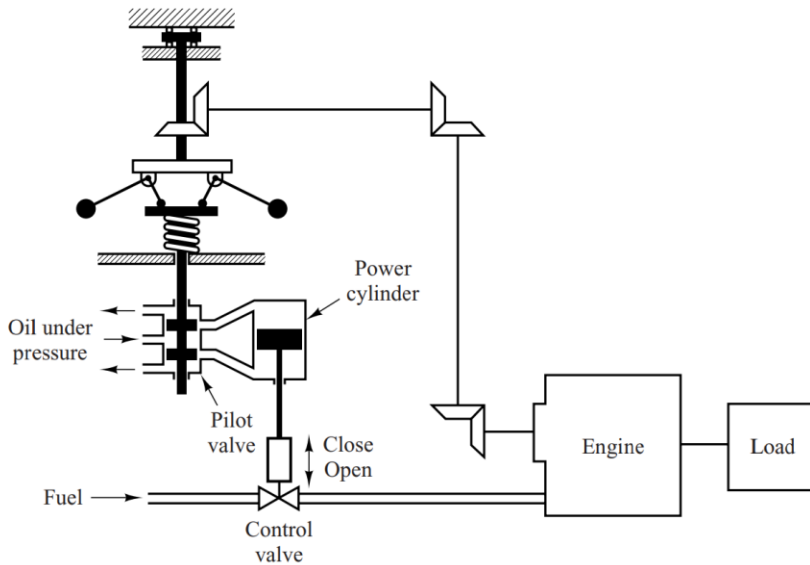 Power
cylinder
Oil under
pressure
Pilot
valve
Close
Open
Engine
Load
Fuel
Control
valve